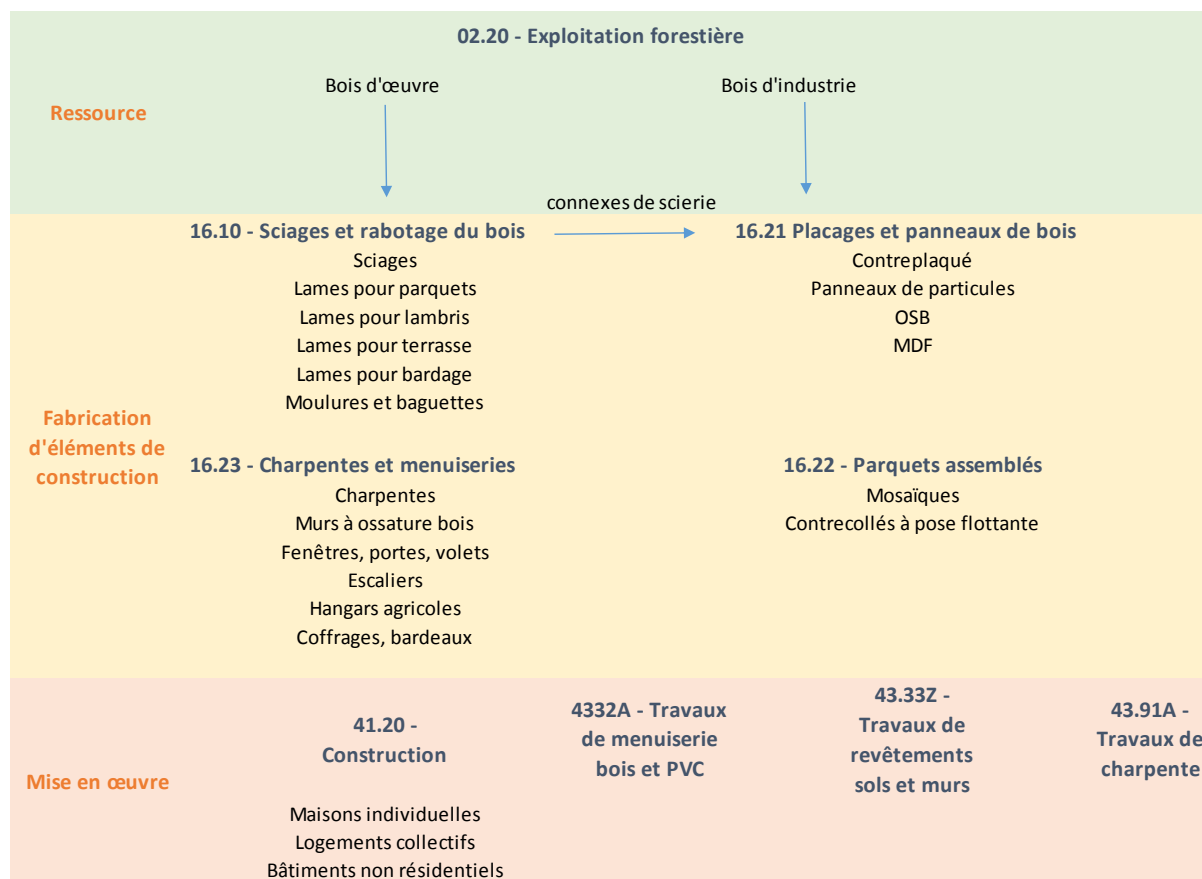 02.20 - Exploitation forestière
Bois d'œuvre
Bois d'industrie
Ressource
connexes de scierie
16.10 - Sciages et rabotage du bois
Sciages
Lames pour parquets
Lames pour lambris
Lames pour terrasse
Lames pour bardage
Moulures et baguettes
16.21 Placages et panneaux de bois
Contreplaqué
Panneaux de particules
OSB
MDF
Fabrication
d'éléments de
construction
16.23 - Charpentes et menuiseries
Charpentes
Murs à ossature bois
Fenêtres, portes, volets
Escaliers
Hangars agricoles
Coffrages, bardeaux
16.22 - Parquets assemblés
Mosaïques
Contrecollés à pose flottante
Mise en œuvre
41.20 -
Construction
Maisons individuelles
Logements collectifs
Bâtiments non résidentiels
4332A - Travaux
de menuiserie
bois et PVC
43.33Z -
Travaux de
revêtements
sols et murs
43.91A -
Travaux de
charpente